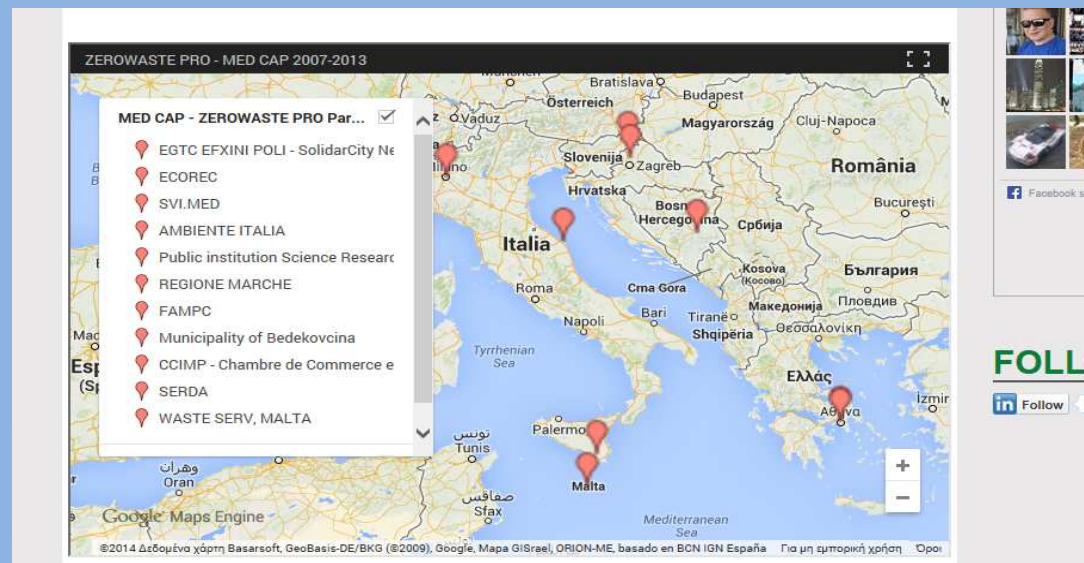 ZEROWASTE PRO - MED CAP 2007-2013
MED CAP - ZEROWASTE PRO Par...
EGTC EFXINI POLI - SolidarCity Ne
ECOREC
SVI.MED
AMBIENTE ITALIA
Public institution Science Researc
REGIONE MARCHE
FAMPC
Municipality of Bedekovcina
CCIMP - Chambre de Commerce e
SERDA
WASTE SERV, MALTA
Bratislava
Österreich
Budapest
Vaduz
Magyarország
Cluj-Napoca
Slovenija
Zagreb
România
Hrvatska
Hercegovina
Србија
București
Italia
Kosova
(Косово)
България
Roma
Crna Gora
Македонија
Пловдив
Napoli
Bari
Tiranë
Θεσσαλονίκη
Shqipëria
Tyrrhenian
Sea
Ελλάς
İzmir
Αθήνα
Palermo
تونس
Tunis
وهران
Oran
Malta
صفاقس
Sfax
Mediterranean
Sea
Google Maps Engine
©2014 Δεδομένα χάρτη Basarsoft, GeoBasis-DE/BKG (©2009), Google, Mapa GISrael, ORION-ME, basado en BCN IGN España Για μη εμπορική χρήση Όροι
Facebook s
FOLL
in Follow